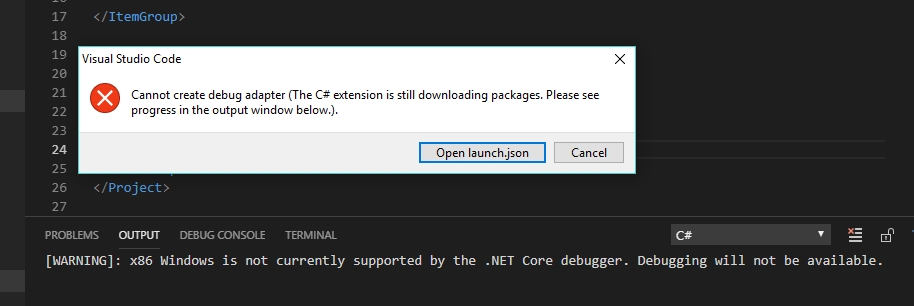 16
17 </ItemGroup>
18
Visual Studio Code
19
20
Cannot create debug adapter (The C# extension is still downloading packages. Please see
21
progress in the output window below.).
22
23
24
Open launch.json Cancel
25
26 </Project>
27
PROBLEMS OUTPUT DEBUG CONSOLE TERMINAL C#
[WARNING]: x86 Windows is not currently supported by the .NET Core debugger. Debugging will not be available.